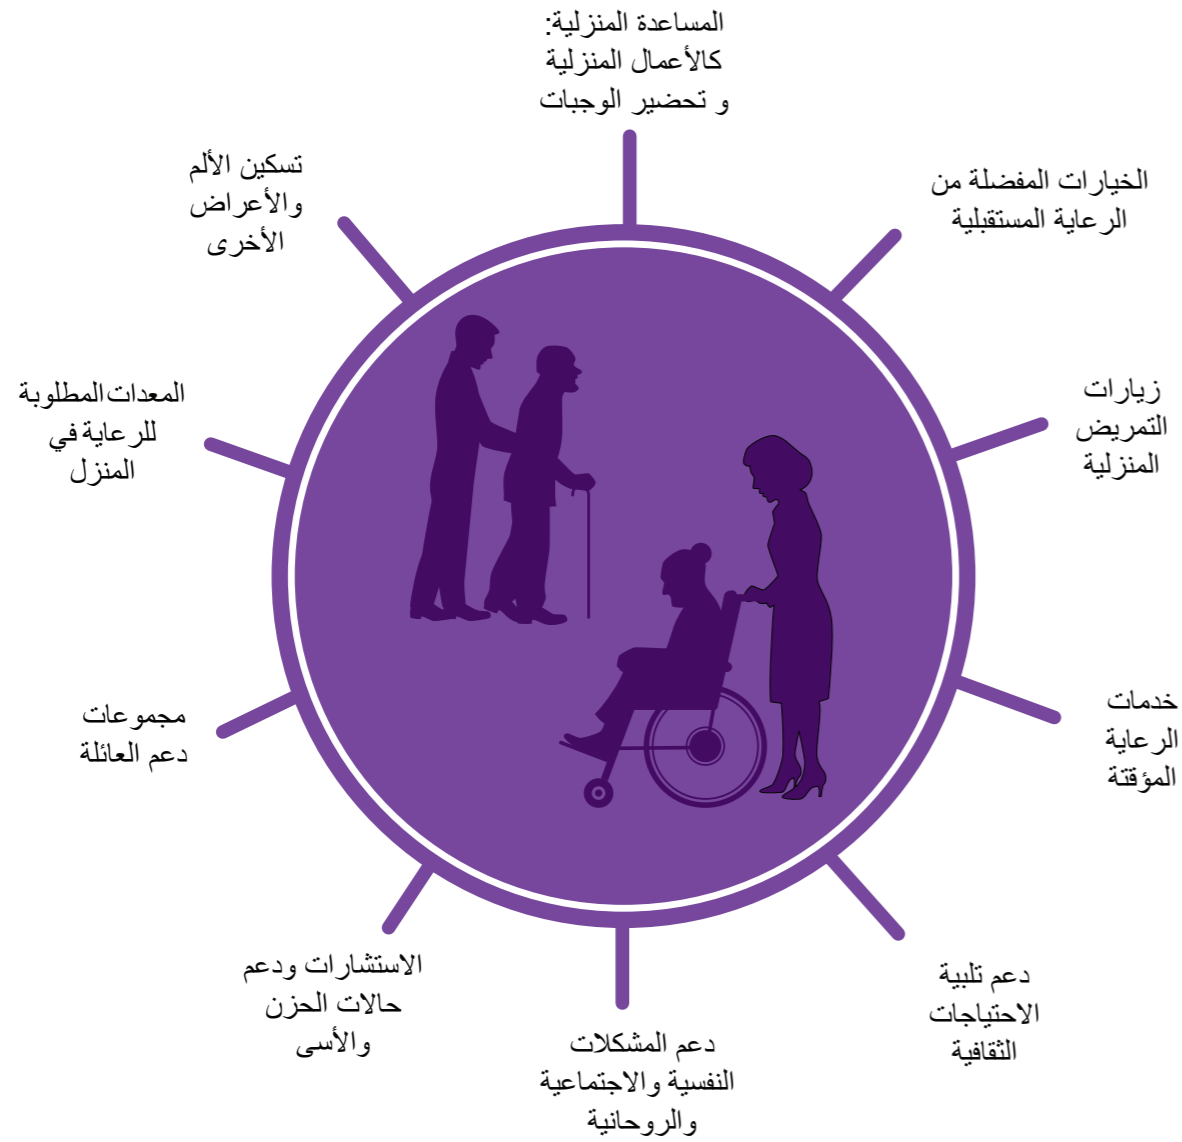 المساعدة المنزلية:
كالأعمال المنزلية
و تحضير الوجبات
الخيارات المفضلة من
الرعاية المستقبلية
زيارات
التمريض
المنزلية
خدمات
الرعاية
المؤقتة
دعم تلبية
الاحتياجات
الثقافية
دعم المشكلات
النفسية والاجتماعية
والروحانية
الاستشارات ودعم
حالات الحزن
والأسى
مجموعات
دعم العائلة
المعدات المطلوبة
للرعاية في
المنزل
تسكين الألم
والأعراض
الأخرى